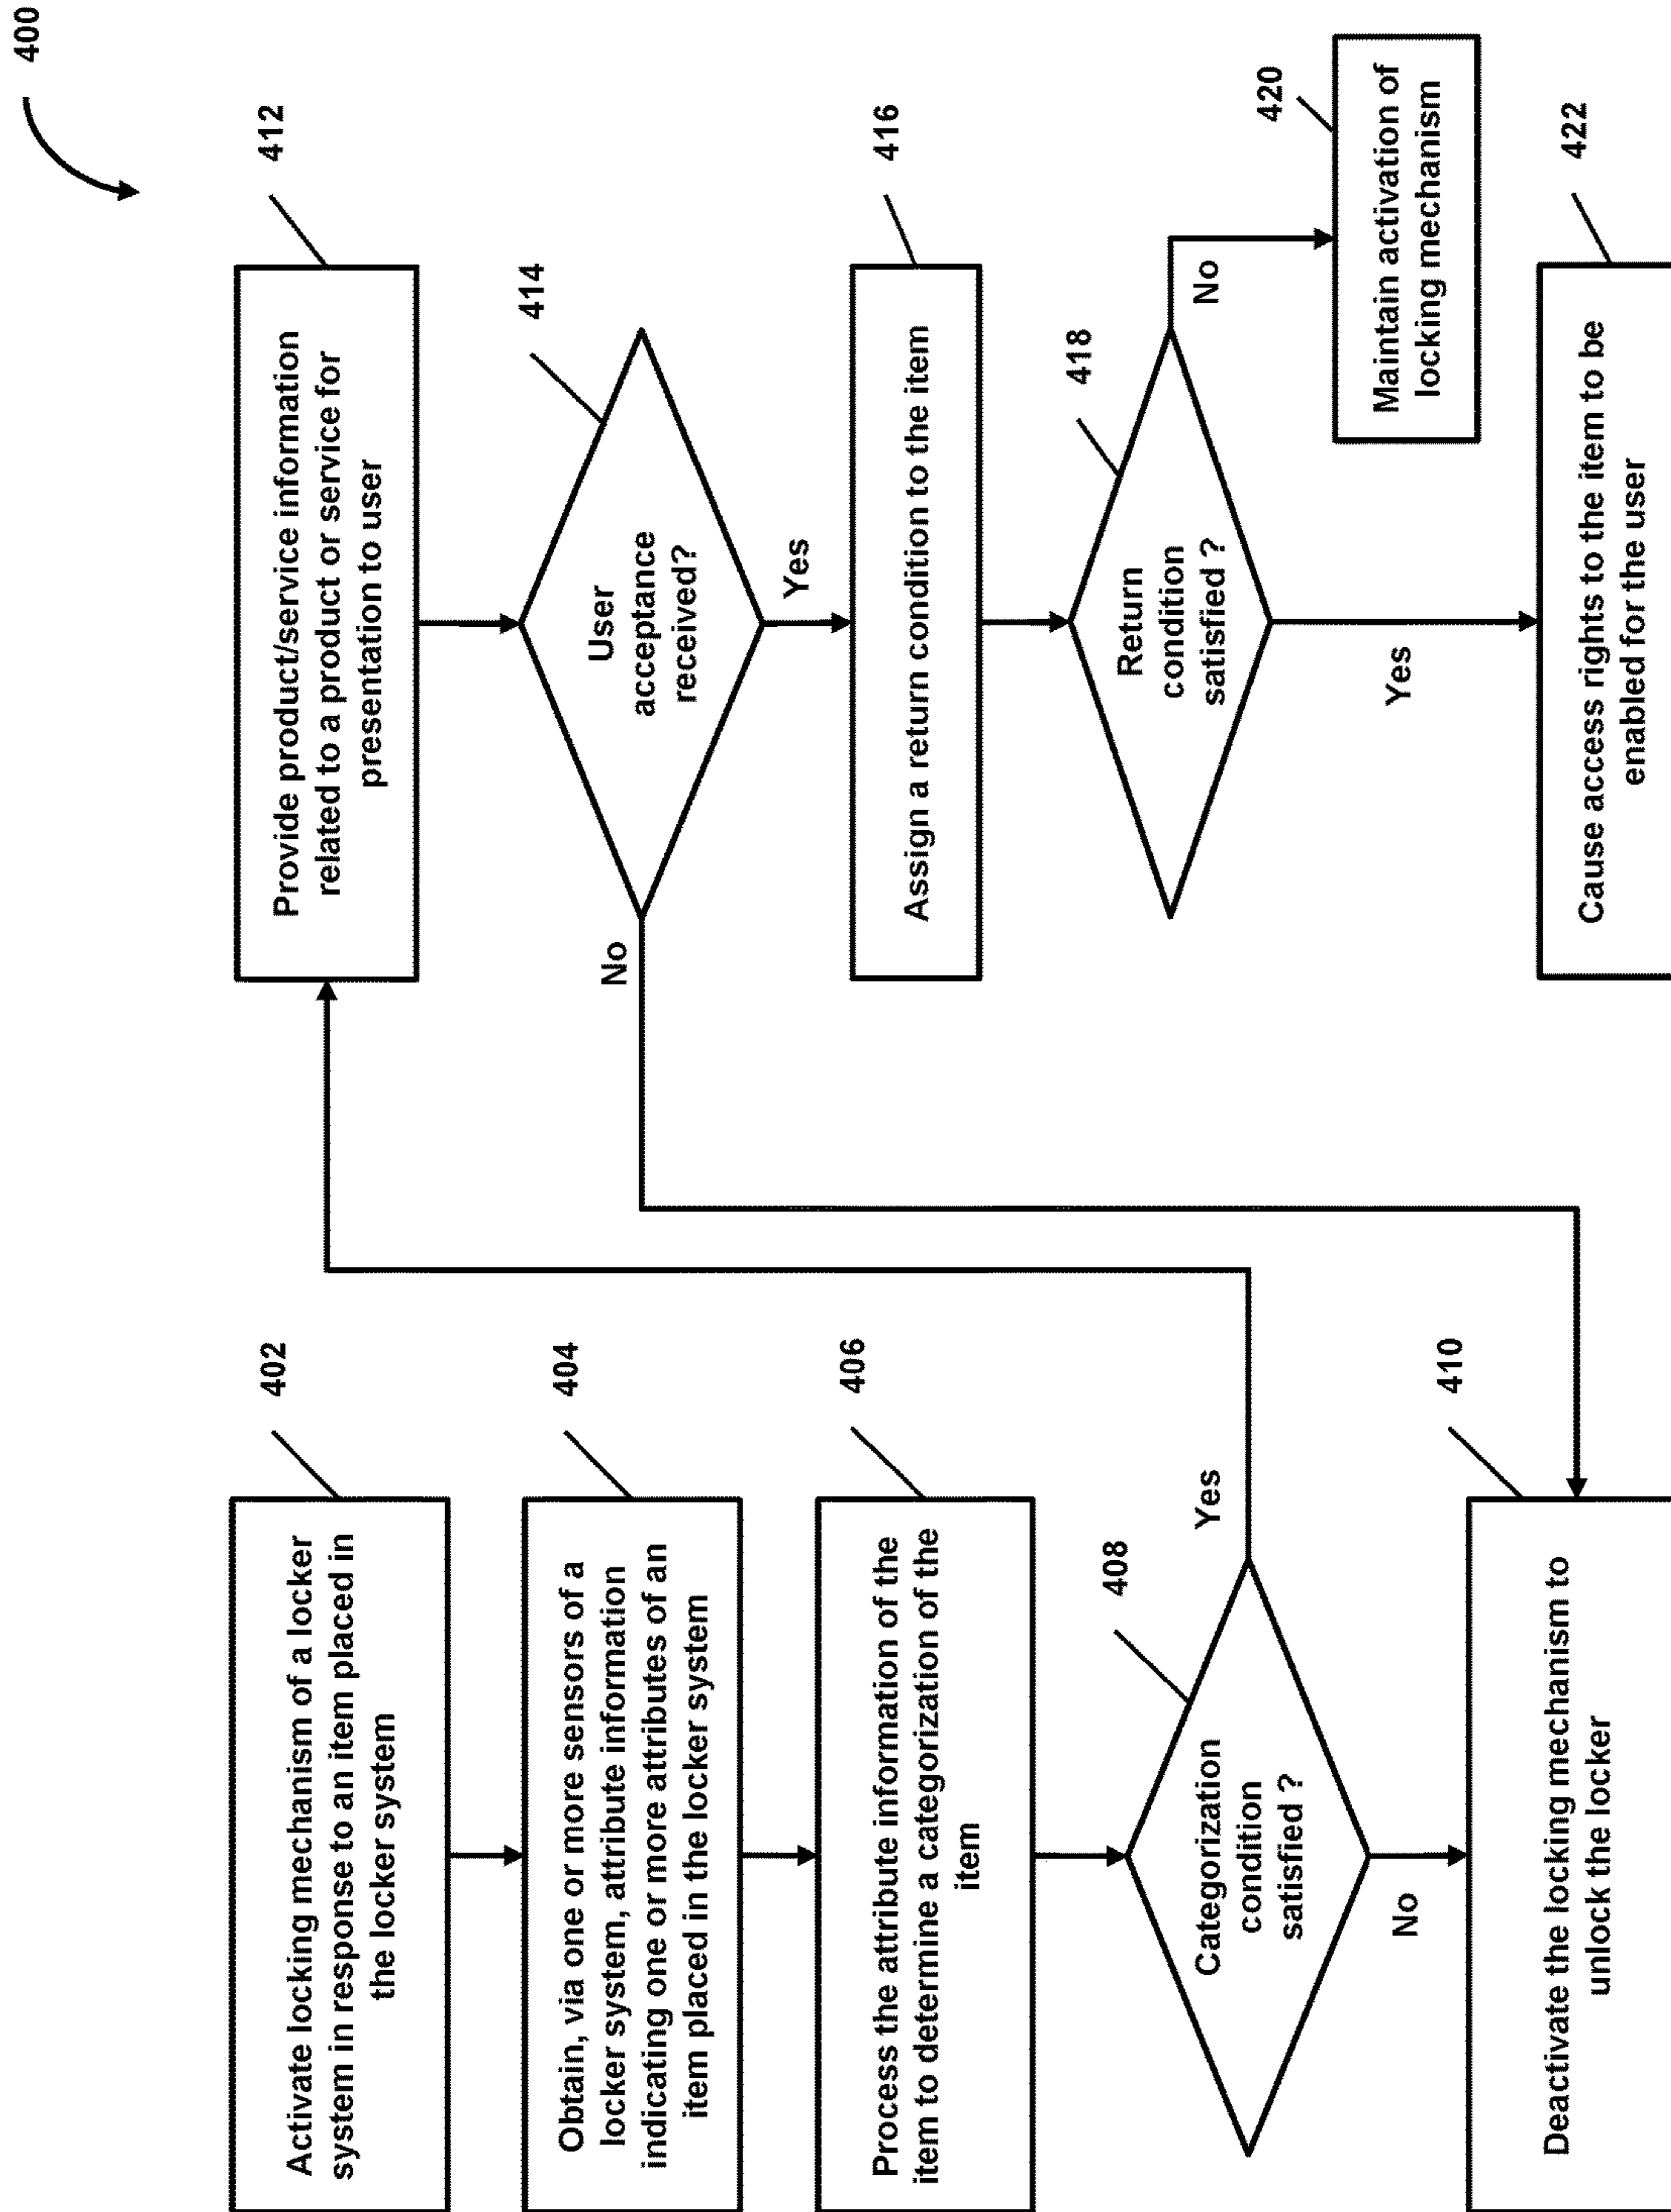 400
402
Activate locking mechanism of a locker
system in response to an item placed in
the locker system
404
Obtain, via one or more sensors of a
locker system, attribute information
indicating one or more attributes of an
item placed in the locker system
406
Process the attribute information of the
item to determine a categorization of the
item
408
Categorization
condition
satisfied ?
Yes
No
410
Deactivate the locking mechanism to
unlock the locker
412
Provide product/service information
related to a product or service for
presentation to user
414
User
acceptance
received?
No
Yes
416
Assign a return condition to the item
418
Return
condition
satisfied ?
No
Yes
420
Maintain activation of
locking mechanism
422
Cause access rights to the item to be
enabled for the user